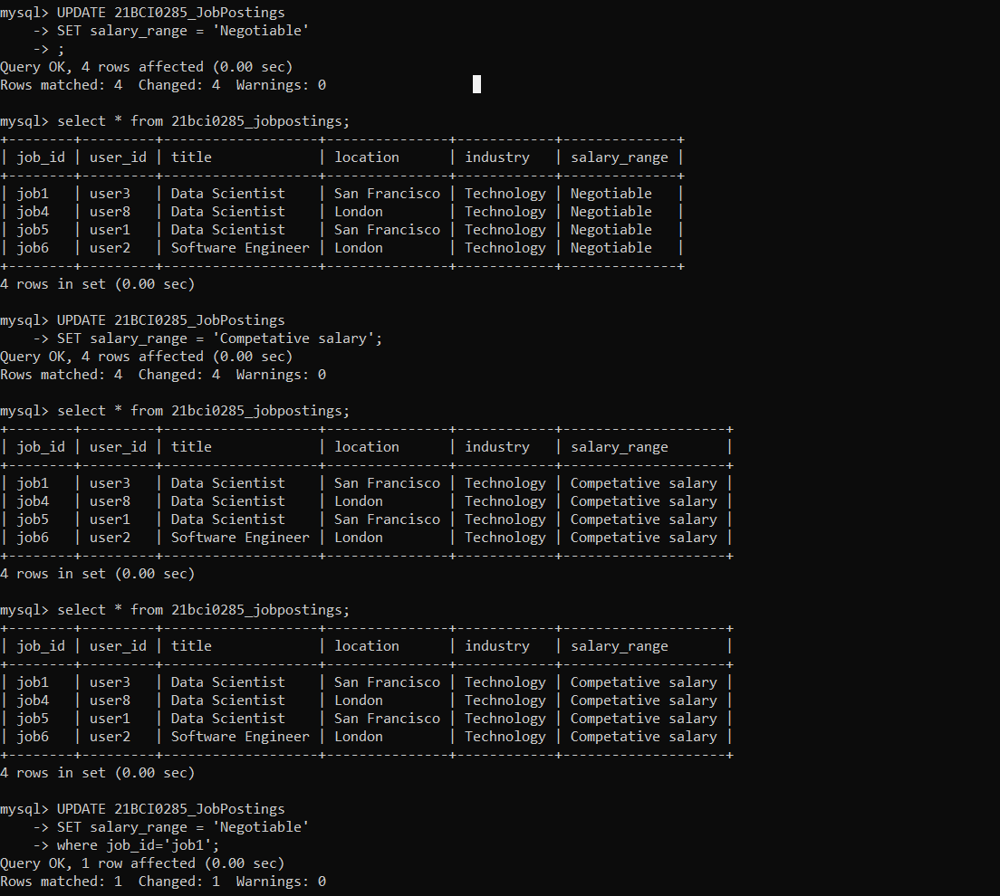 mysql> UPDATE 21BCI0285_JobPostings
    -> SET salary_range = 'Negotiable'
    -> ;
Query OK, 4 rows affected (0.00 sec)
Rows matched: 4  Changed: 4  Warnings: 0

mysql> select * from 21bci0285_jobpostings;
+--------+---------+-------------------+---------------+------------+--------------+
| job_id | user_id | title             | location      | industry   | salary_range |
+--------+---------+-------------------+---------------+------------+--------------+
| job1   | user3   | Data Scientist    | San Francisco | Technology | Negotiable   |
| job4   | user8   | Data Scientist    | London        | Technology | Negotiable   |
| job5   | user1   | Data Scientist    | San Francisco | Technology | Negotiable   |
| job6   | user2   | Software Engineer | London        | Technology | Negotiable   |
+--------+---------+-------------------+---------------+------------+--------------+
4 rows in set (0.00 sec)

mysql> UPDATE 21BCI0285_JobPostings
    -> SET salary_range = 'Competative salary';
Query OK, 4 rows affected (0.00 sec)
Rows matched: 4  Changed: 4  Warnings: 0

mysql> select * from 21bci0285_jobpostings;
+--------+---------+-------------------+---------------+------------+--------------------+
| job_id | user_id | title             | location      | industry   | salary_range       |
+--------+---------+-------------------+---------------+------------+--------------------+
| job1   | user3   | Data Scientist    | San Francisco | Technology | Competative salary |
| job4   | user8   | Data Scientist    | London        | Technology | Competative salary |
| job5   | user1   | Data Scientist    | San Francisco | Technology | Competative salary |
| job6   | user2   | Software Engineer | London        | Technology | Competative salary |
+--------+---------+-------------------+---------------+------------+--------------------+
4 rows in set (0.00 sec)

mysql> select * from 21bci0285_jobpostings;
+--------+---------+-------------------+---------------+------------+--------------------+
| job_id | user_id | title             | location      | industry   | salary_range       |
+--------+---------+-------------------+---------------+------------+--------------------+
| job1   | user3   | Data Scientist    | San Francisco | Technology | Competative salary |
| job4   | user8   | Data Scientist    | London        | Technology | Competative salary |
| job5   | user1   | Data Scientist    | San Francisco | Technology | Competative salary |
| job6   | user2   | Software Engineer | London        | Technology | Competative salary |
+--------+---------+-------------------+---------------+------------+--------------------+
4 rows in set (0.00 sec)

mysql> UPDATE 21BCI0285_JobPostings
    -> SET salary_range = 'Negotiable'
    -> where job_id='job1';
Query OK, 1 row affected (0.00 sec)
Rows matched: 1  Changed: 1  Warnings: 0